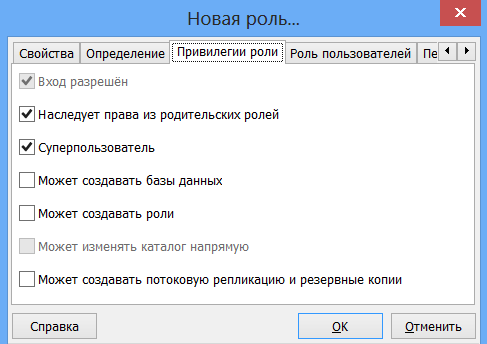 Новая роль...
Свойства Определение Привилегии роли Роль пользователей
Вход разрешён
Наследует права из родительских ролей
Суперпользователь
Может создавать базы данных
Может создавать роли
Может изменять каталог напрямую
Может создавать потоковую репликацию и резервные копии
Справка OK Отменить